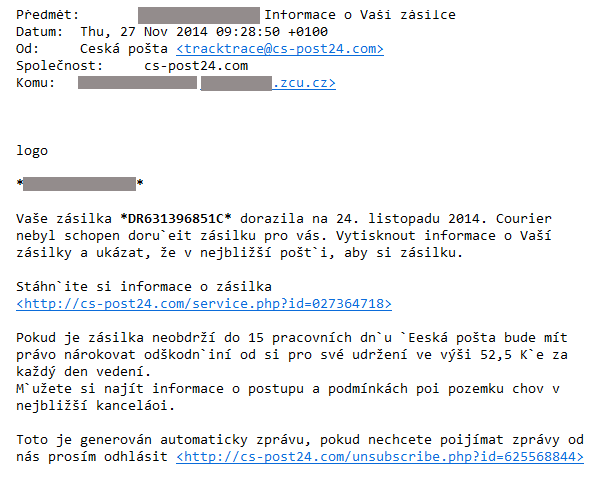 Předmět: Informace o Vaší zásilce
Datum: Thu, 27 Nov 2014 09:28:50 +0100
Od: Česká pošta <tracktrace@cs-post24.com>
Společnost: cs-post24.com
Komu: .zcu.cz>
logo
* *
Vaše zásilka *DR631396851C* dorazila na 24. listopadu 2014. Courier
nebyl schopen doru`eit zásilku pro vás. Vytisknout informace o Vaší
zásilky a ukázat, že v nejbližší pošt`i, aby si zásilku.
Stáhn`ite si informace o zásilka
<http://cs-post24.com/service.php?id=027364718>
Pokud je zásilka neobdrží do 15 pracovních dn`u `Eeská pošta bude mít
právo nárokovat odškodn`iní od si pro své udržení ve výši 52,5 K`e za
každý den vedení.
M`užete si najít informace o postupu a podmínkách poi pozemku chov v
nejbližší kanceláoi.
Toto je generován automaticky zprávu, pokud nechcete poijímat zprávy od
nás prosím odhlásit <http://cs-post24.com/unsubscribe.php?id=625568844>